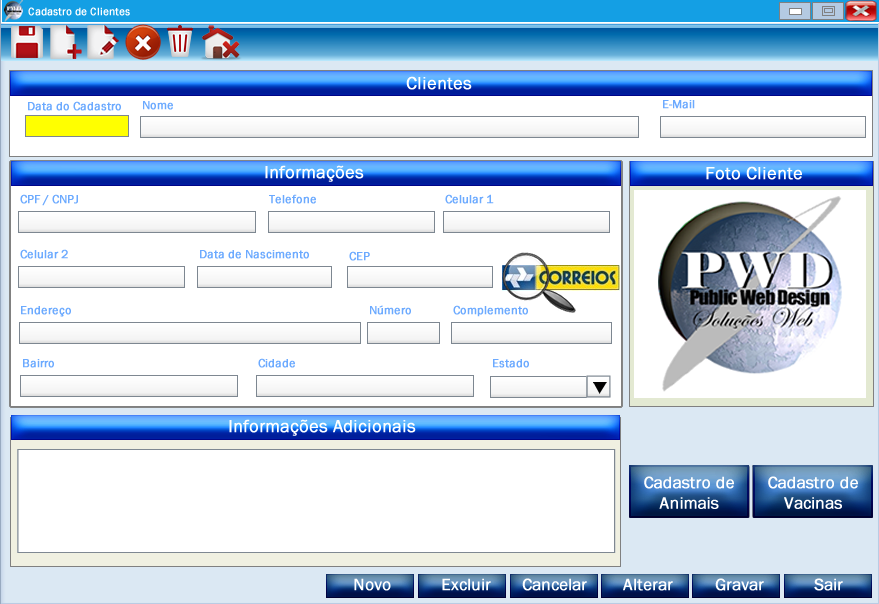 Cadastro de Clientes
Clientes
Data do Cadastro
Nome
E-Mail
Informações
CPF / CNPJ
Telefone
Celular 1
Celular 2
Data de Nascimento
CEP
CORREIOS
Endereço
Número
Complemento
Bairro
Cidade
Estado
Foto Cliente
PWD
Public Web Design
Soluções Web
Informações Adicionais
Cadastro de
Animais
Cadastro de
Vacinas
Novo
Excluir
Cancelar
Alterar
Gravar
Sair